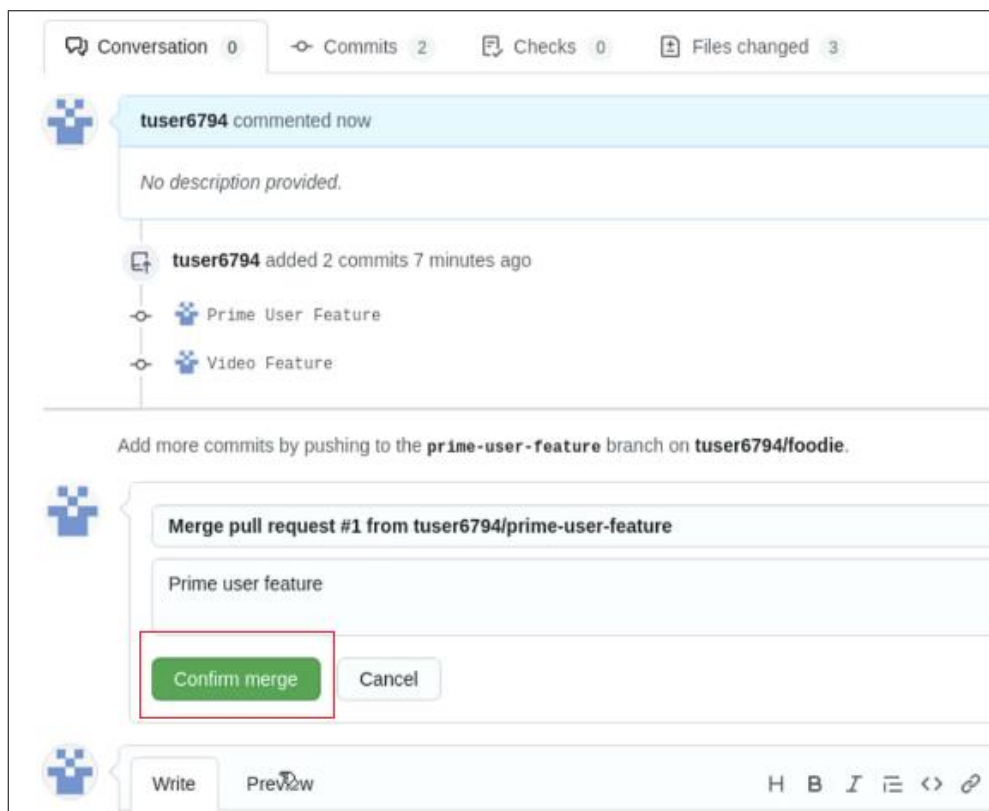 Conversation 0 Commits 2 Checks 0 Files changed 3
tuser6794 commented now
No description provided.
tuser6794 added 2 commits 7 minutes ago
Prime User Feature
Video Feature
Add more commits by pushing to the prime-user-feature branch on tuser6794/foodie.
Merge pull request #1 from tuser6794/prime-user-feature
Prime user feature
Confirm merge Cancel
Write Preview H B I <>